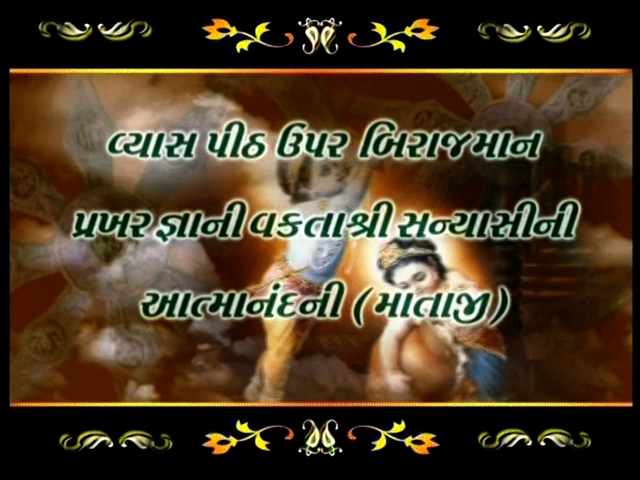 વ્યાસ પીઠ ઉપર બિરાજમાન
પ્રખર જ્ઞાની વકતાશ્રી સન્યાસીની
આત્માનંદની (માતાજી)